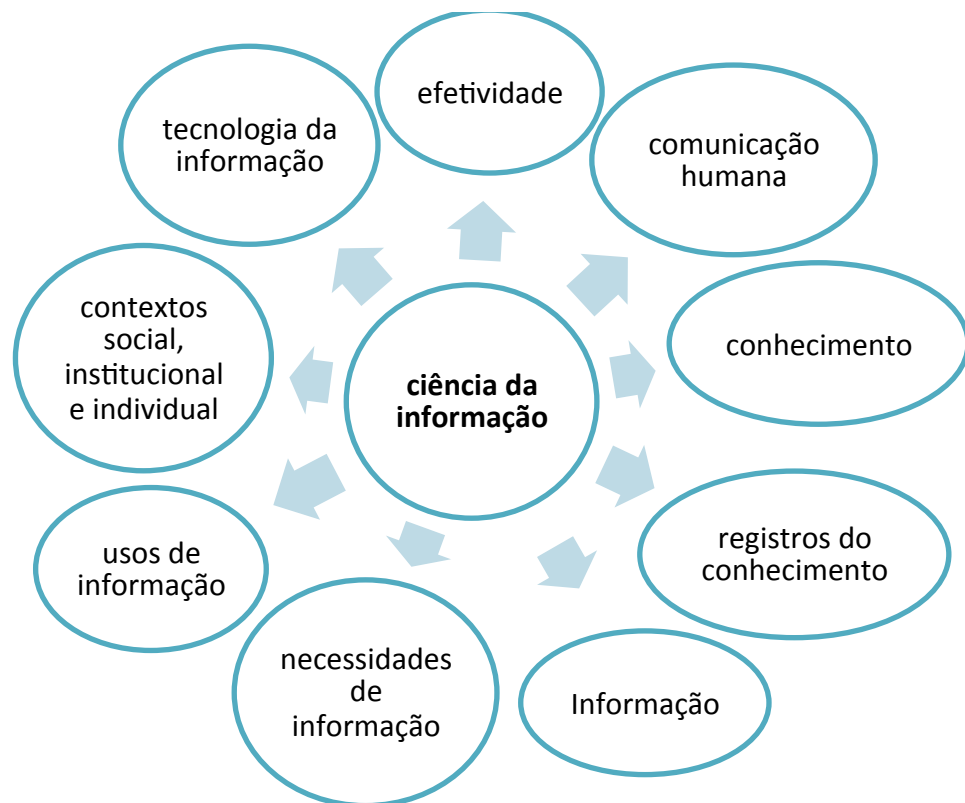 efetividade
comunicação
humana
conhecimento
registros do
conhecimento
Informação
necessidades
de
informação
usos de
informação
contextos
social,
institucional
e individual
tecnologia da
informação
ciência da
informação